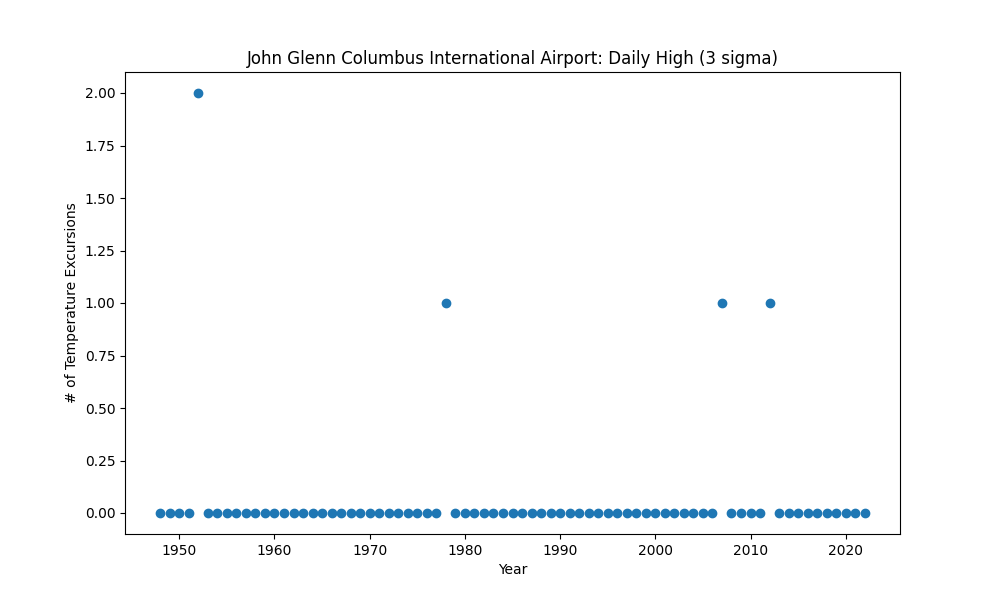 John Glenn Columbus International Airport: Daily High (3 sigma)
2.00
1.75
1.50
1.25
1.00
0.75
0.50
0.25
0.00
# of Temperature Excursions
1950 1960 1970 1980 1990 2000 2010 2020
Year